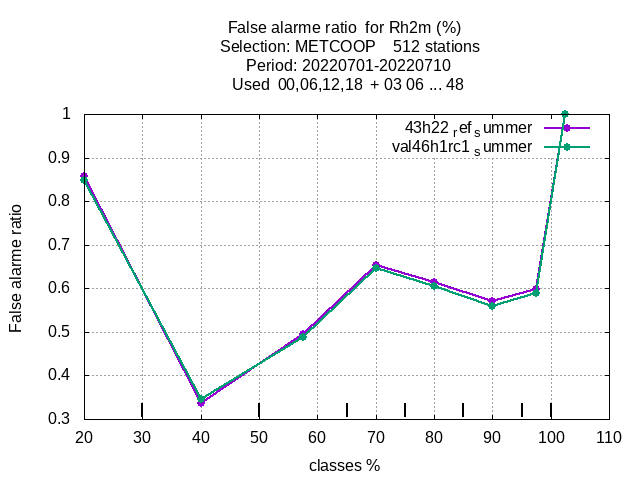 False alarme ratio for Rh2m (%)
Selection: METCOOP 512 stations
Period: 20220701-20220710
Used 00,06,12,18 + 03 06 ... 48
43h22refsummer
val46h1rc1summer
False alarme ratio
1
0.9
0.8
0.7
0.6
0.5
0.4
0.3
20 30 40 50 60 70 80 90 100 110
classes %